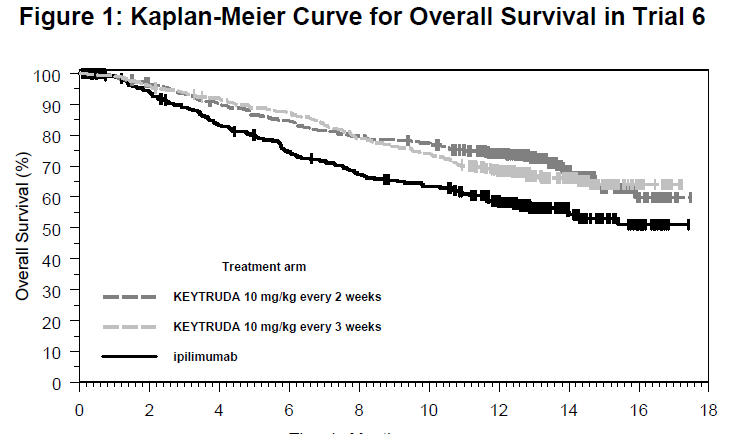 Figure 1: Kaplan-Meier Curve for Overall Survival in Trial 6
Overall Survival (%)
100
90
80
70
60
50
40
30
20
10
0
Treatment arm
KEYTRUDA 10 mg/kg every 2 weeks
KEYTRUDA 10 mg/kg every 3 weeks
ipilimumab
0 2 4 6 8 10 12 14 16 18